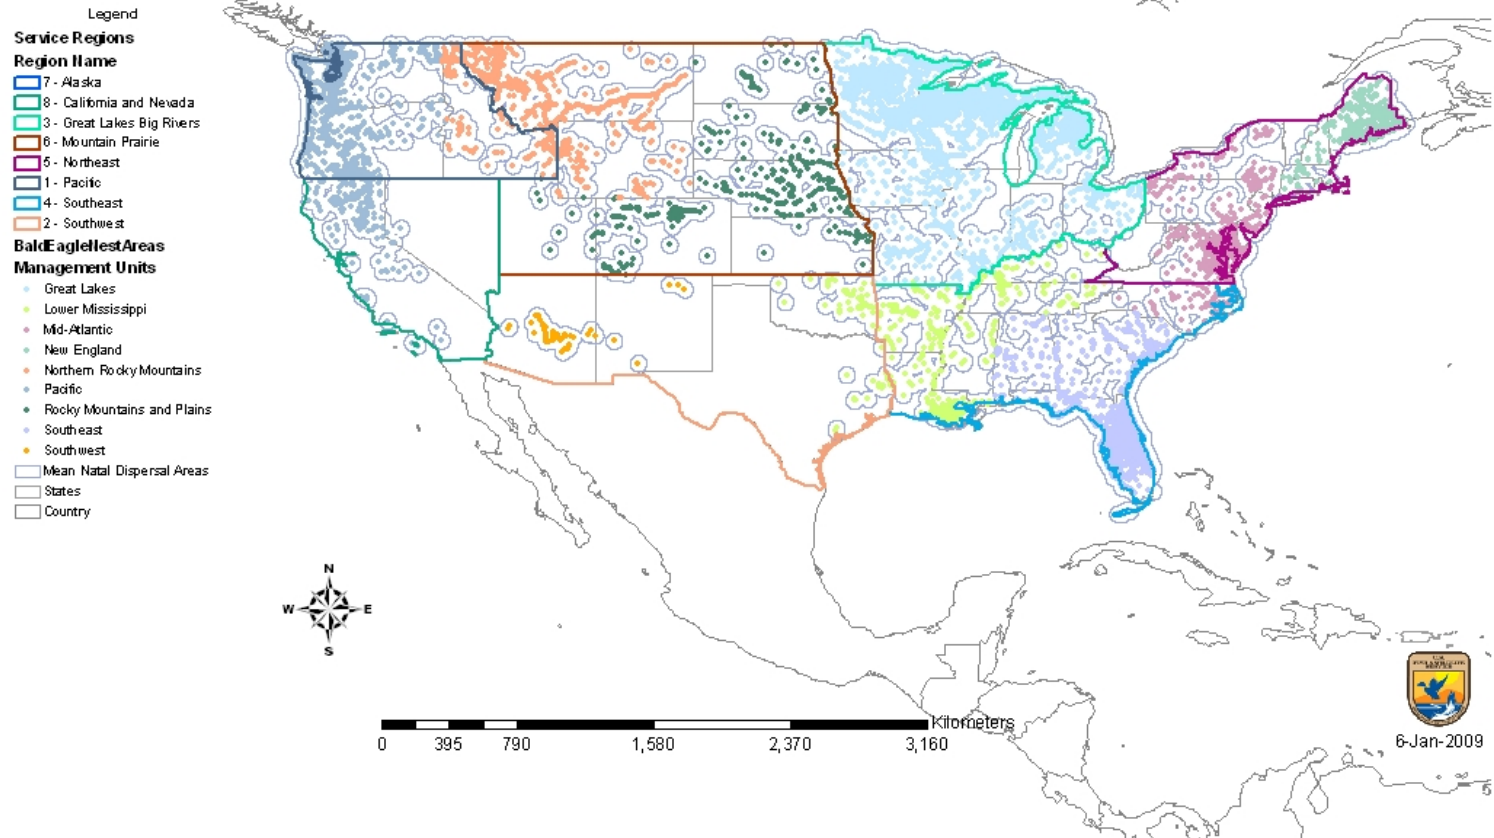 Legend
Service Regions
Region Name
7 - Alaska
8 - California and Nevada
3 - Great Lakes Big Rivers
6 - Mountain Prairie
5 - Northeast
1 - Pacific
4 - Southeast
2 - Southwest
BaldEagleNestAreas
Management Units
Great Lakes
Lower Mississippi
Mid-Atlantic
New England
Northern Rocky Mountains
Pacific
Rocky Mountains and Plains
Southeast
Southwest
Mean Natal Dispersal Areas
States
Country
N
W E
S
Kilometers
0 395 790 1,580 2,370 3,160
6-Jan-2009